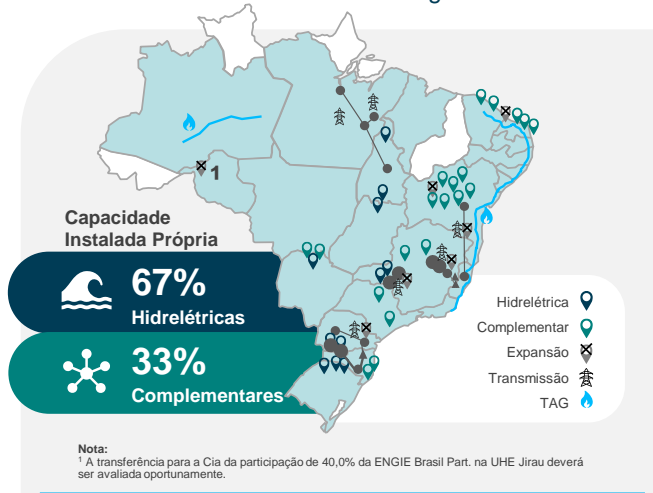 1
Capacidade
Instalada Própria
67%
Hidrelétricas
33%
Complementares
Hidrelétrica
Complementar
Expansão
Transmissão
TAG
Nota:
1 A transferência para a Cia da participação de 40,0% da ENGIE Brasil Part. na UHE Jirau deverá
ser avaliada oportunamente.